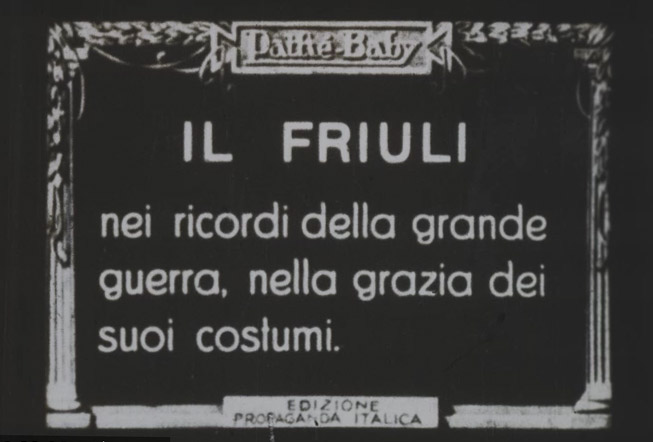 Pathé-Baby
IL FRIULI
nei ricordi della grande
guerra, nella grazia dei
suoi costumi.
EDIZIONE
PROPAGANDA ITALICA